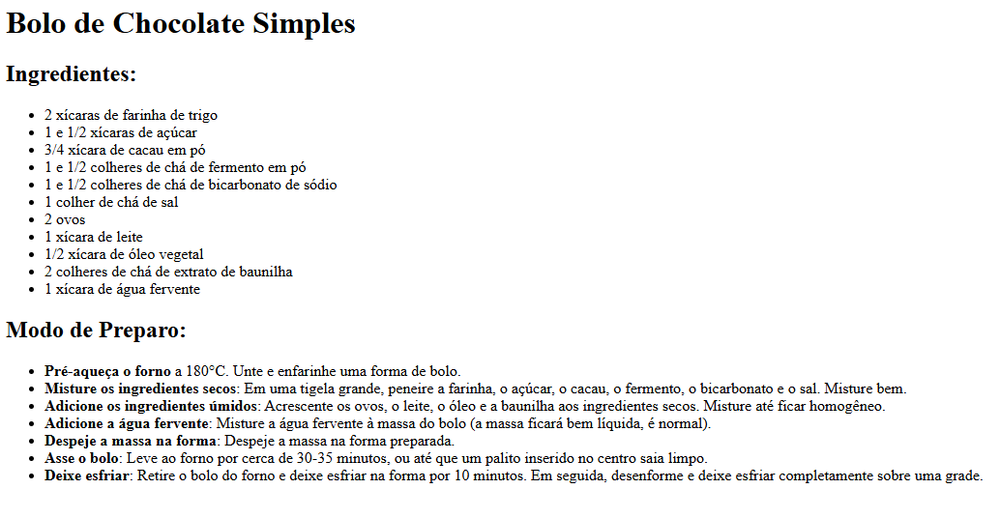 Bolo de Chocolate Simples
Ingredientes:
• 2 xícaras de farinha de trigo
• 1 e 1/2 xícaras de açúcar
• 3/4 xícara de cacau em pó
• 1 e 1/2 colheres de chá de fermento em pó
• 1 e 1/2 colheres de chá de bicarbonato de sódio
• 1 colher de chá de sal
• 2 ovos
• 1 xícara de leite
• 1/2 xícara de óleo vegetal
• 2 colheres de chá de extrato de baunilha
• 1 xícara de água fervente
Modo de Preparo:
• Pré-aqueça o forno a 180°C. Unte e enfarinhe uma forma de bolo.
• Misture os ingredientes secos: Em uma tigela grande, peneire a farinha, o açúcar, o cacau, o fermento, o bicarbonato e o sal. Misture bem.
• Adicione os ingredientes úmidos: Acrescente os ovos, o leite, o óleo e a baunilha aos ingredientes secos. Misture até ficar homogêneo.
• Adicione a água fervente: Misture a água fervente à massa do bolo (a massa ficará bem líquida, é normal).
• Despeje a massa na forma: Despeje a massa na forma preparada.
• Asse o bolo: Leve ao forno por cerca de 30-35 minutos, ou até que um palito inserido no centro saia limpo.
• Deixe esfriar: Retire o bolo do forno e deixe esfriar na forma por 10 minutos. Em seguida, desenforme e deixe esfriar completamente sobre uma grade.